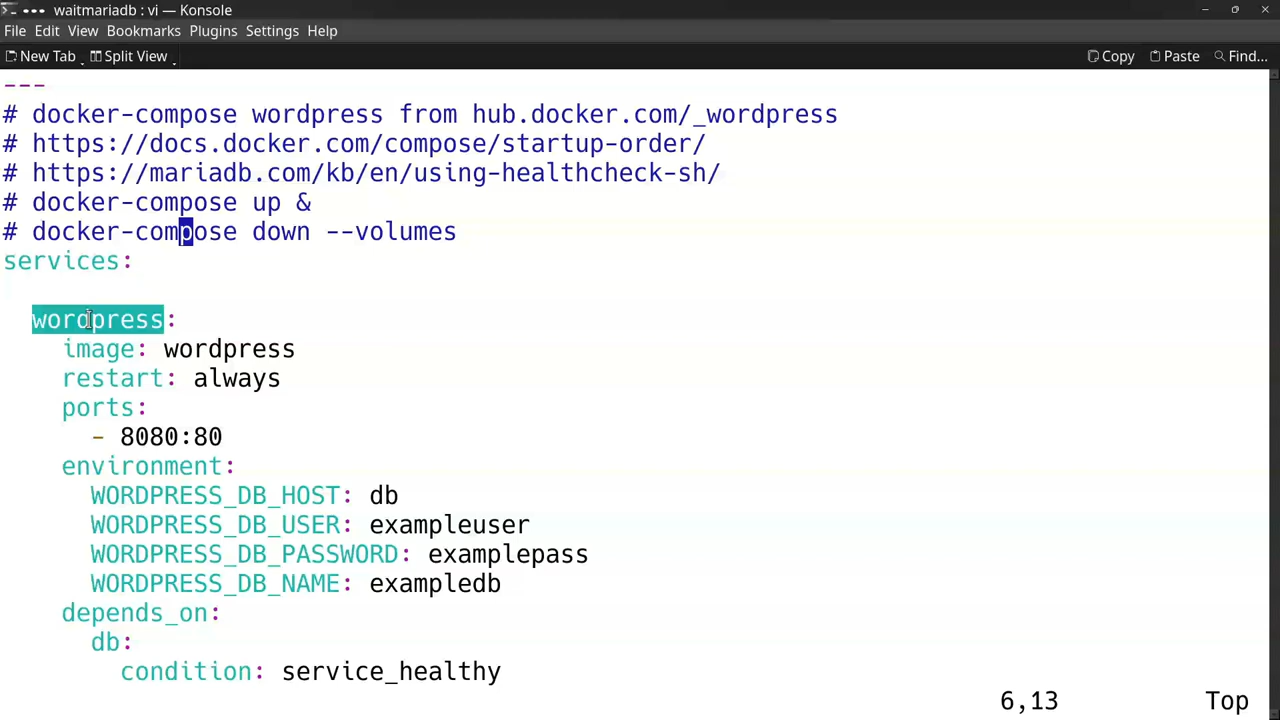 waitmariadb : vi — Konsole
File Edit View Bookmarks Plugins Settings Help
New Tab Split View Copy Paste Find...
---
# docker-compose wordpress from hub.docker.com/_wordpress
# https://docs.docker.com/compose/startup-order/
# https://mariadb.com/kb/en/using-healthcheck-sh/
# docker-compose up &
# docker-compose down --volumes
services:
wordpress:
image: wordpress
restart: always
ports:
- 8080:80
environment:
WORDPRESS_DB_HOST: db
WORDPRESS_DB_USER: exampleuser
WORDPRESS_DB_PASSWORD: examplepass
WORDPRESS_DB_NAME: exampledb
depends_on:
db:
condition: service_healthy
6,13 Top